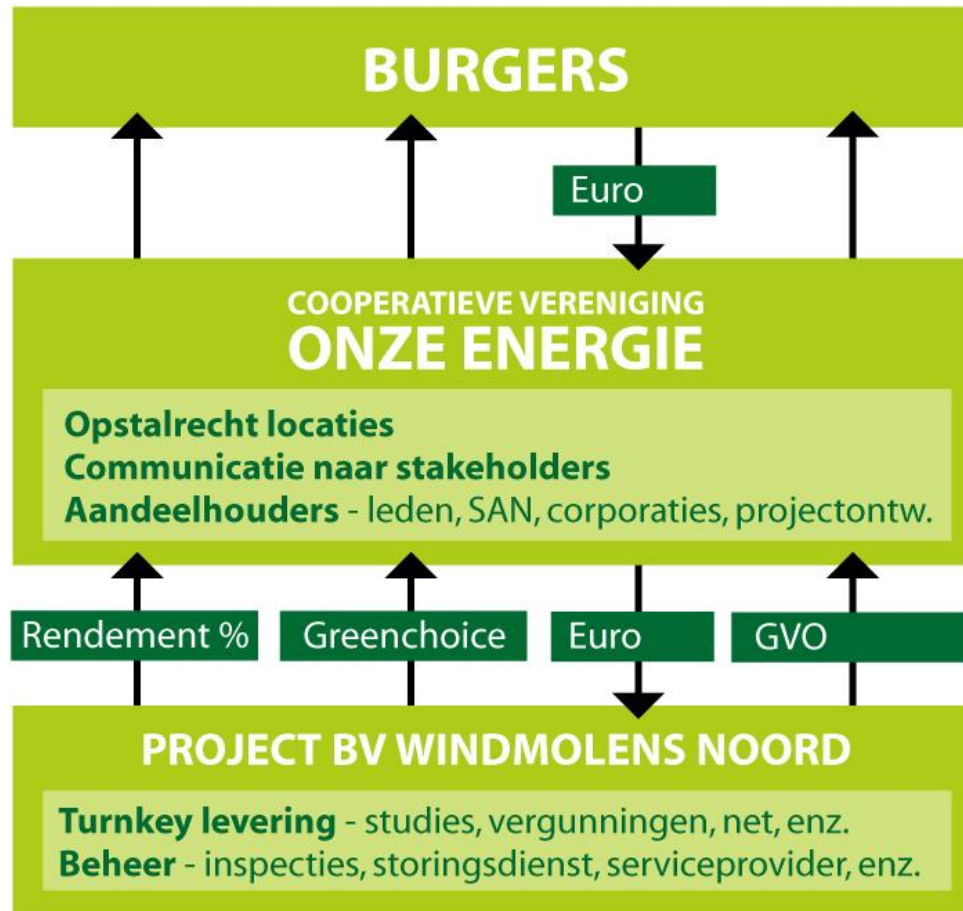 BURGERS
Euro
COOPERATIEVE VERENIGING
ONZE ENERGIE
Opstalrecht locaties
Communicatie naar stakeholders
Aandeelhouders - leden, SAN, corporaties, projectontw.
Rendement % Greenchoice Euro GVO
PROJECT BV WINDMOLENS NOORD
Turnkey levering - studies, vergunningen, net, enz.
Beheer - inspecties, storingsdienst, serviceprovider, enz.